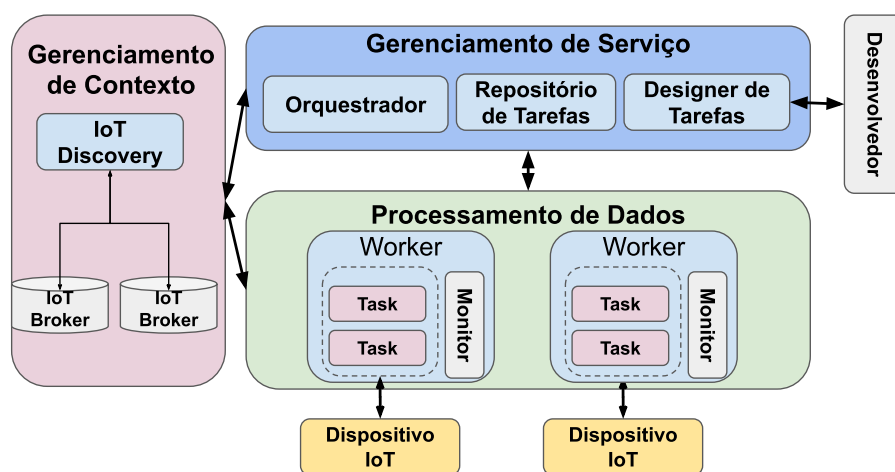 Gerenciamento
de Contexto
IoT
Discovery
IoT
Broker
IoT
Broker
Gerenciamento de Serviço
Orquestrador
Repositório
de Tarefas
Designer de
Tarefas
Desenvolvedor
Processamento de Dados
Worker
Task
Task
Monitor
Worker
Task
Task
Monitor
Dispositivo
IoT
Dispositivo
IoT